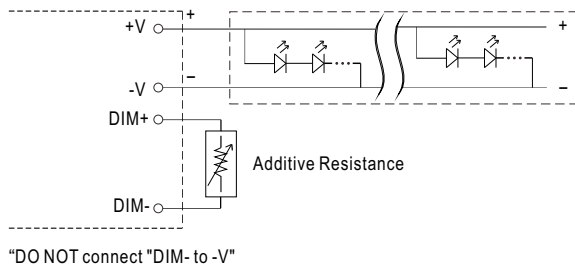 +V + +
-V − −
DIM+
Additive Resistance
DIM-
“DO NOT connect "DIM- to -V"